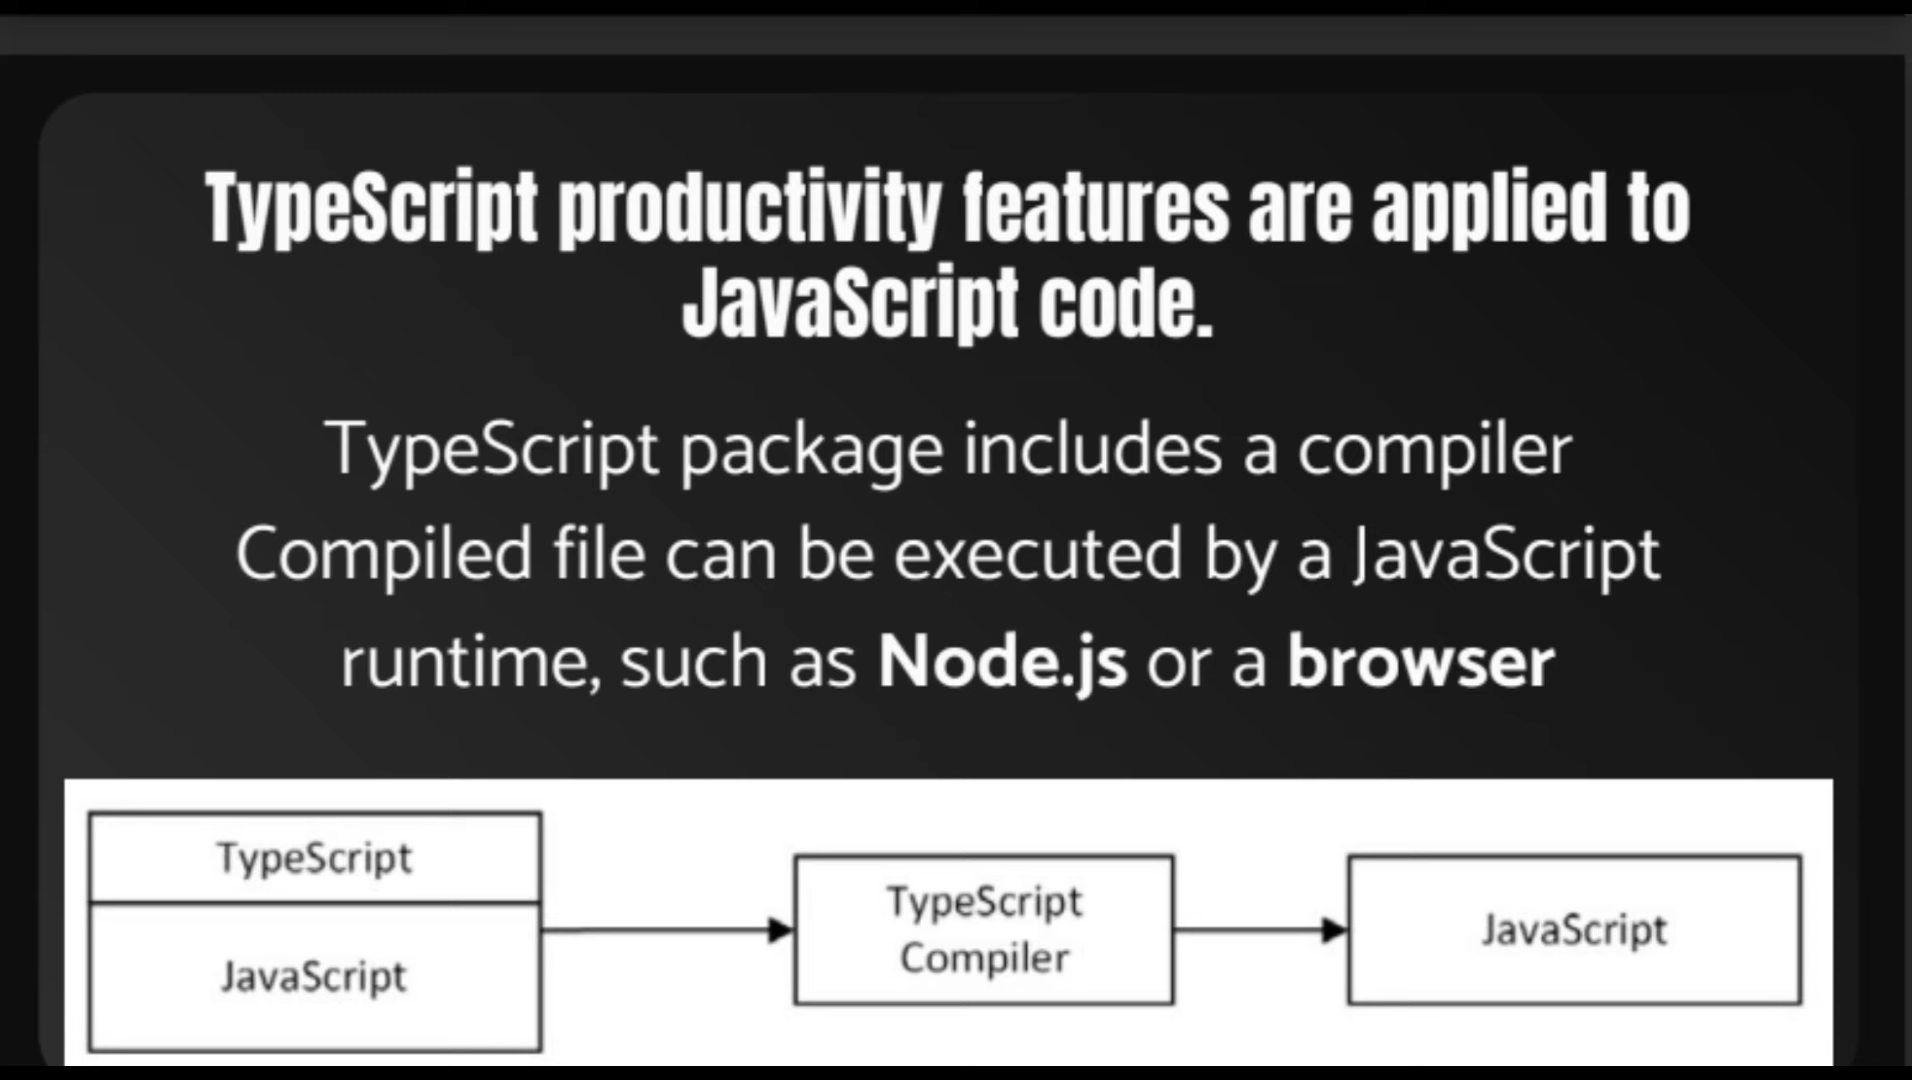 TypeScript productivity features are applied to
JavaScript code.
TypeScript package includes a compiler
Compiled file can be executed by a JavaScript
runtime, such as Node.js or a browser
TypeScript
JavaScript
TypeScript
Compiler
JavaScript